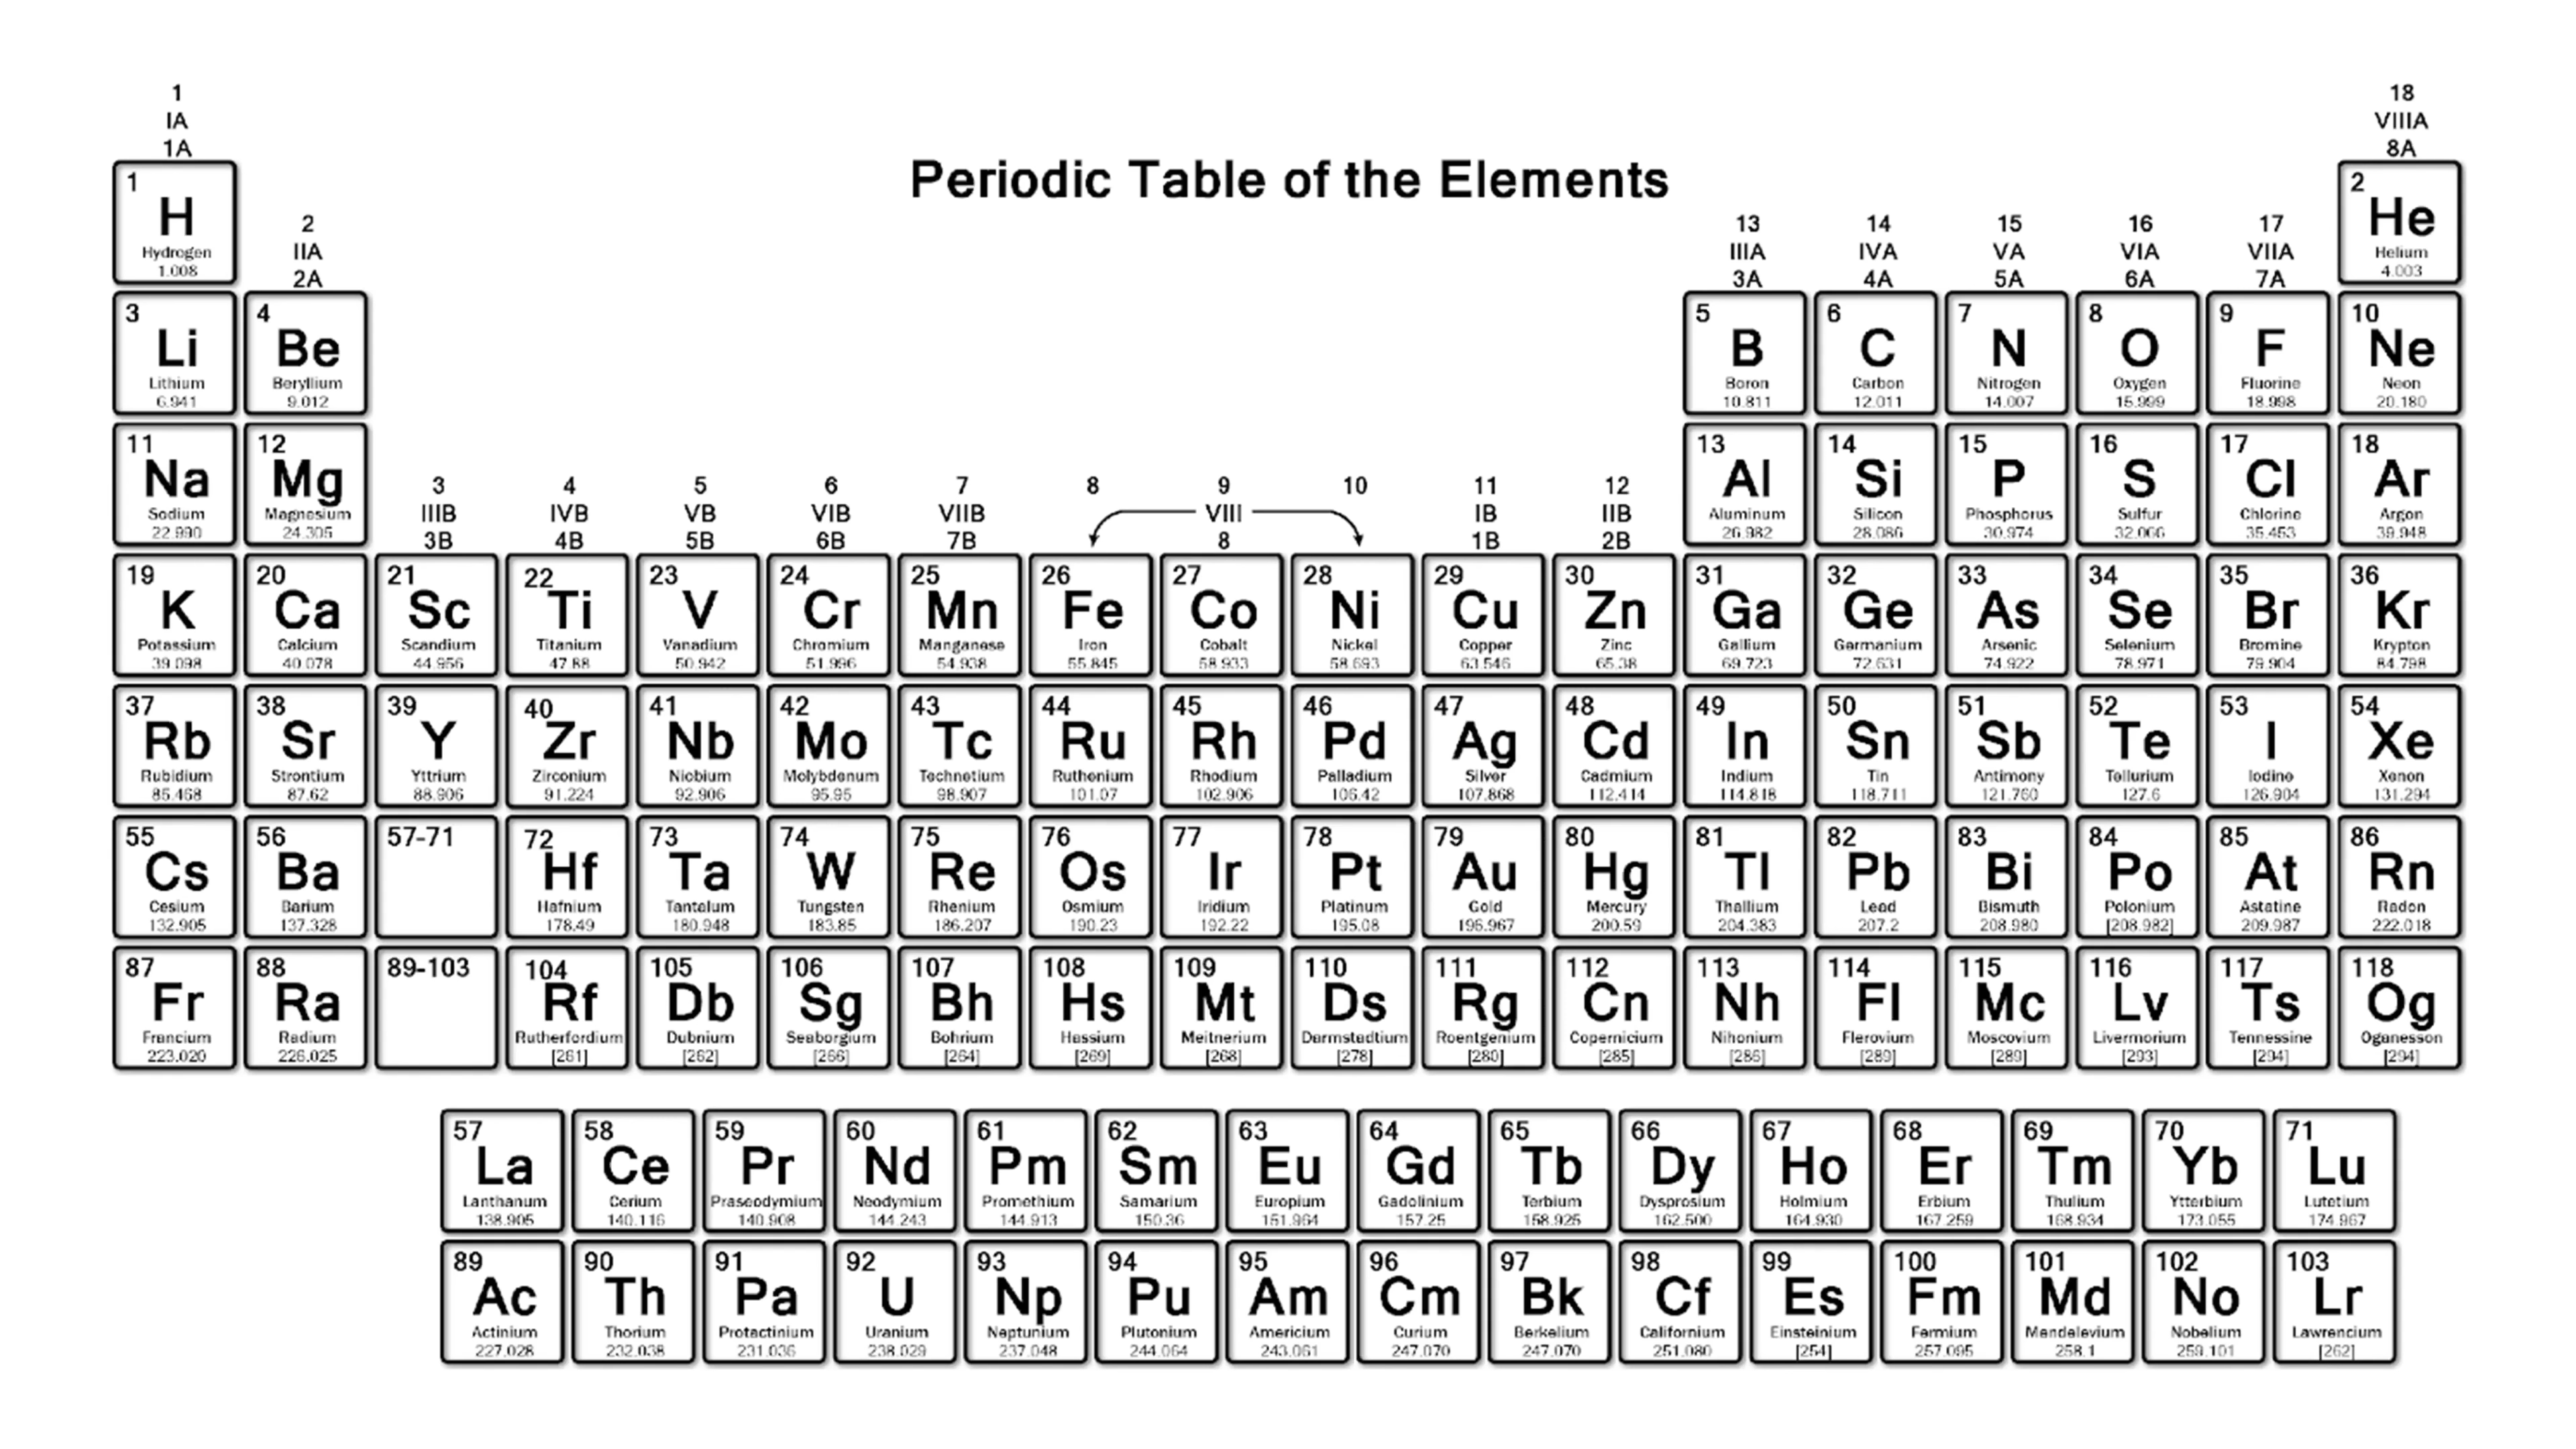 1 18
IA VIIIA
1A 8A
Periodic Table of the Elements
1 2
H He
Hydrogen Helium
1.008 4.003
2 13 14 15 16 17
IIA IIIA IVA VA VIA VIIA
2A 3A 4A 5A 6A 7A
3 4 5 6 7 8 9 10
Li Be B C N O F Ne
Lithium Beryllium Boron Carbon Nitrogen Oxygen Fluorine Neon
6.941 9.012 10.811 12.011 14.007 15.999 18.998 20.180
11 12 13 14 15 16 17 18
Na Mg Al Si P S Cl Ar
Sodium Magnesium Aluminum Silicon Phosphorus Sulfur Chlorine Argon
22.990 24.305 26.982 28.086 30.974 32.066 35.453 39.948
3 4 5 6 7 8 9 10 11 12
IIIB IVB VB VIB VIIB VIII IB IIB
3B 4B 5B 6B 7B 8 1B 2B
19 20 21 22 23 24 25 26 27 28 29 30 31 32 33 34 35 36
K Ca Sc Ti V Cr Mn Fe Co Ni Cu Zn Ga Ge As Se Br Kr
Potassium Calcium Scandium Titanium Vanadium Chromium Manganese Iron Cobalt Nickel Copper Zinc Gallium Germanium Arsenic Selenium Bromine Krypton
39.098 40.078 44.956 47.88 50.942 51.996 54.938 55.845 58.933 58.693 63.546 65.38 69.723 72.631 74.922 78.971 79.904 84.798
37 38 39 40 41 42 43 44 45 46 47 48 49 50 51 52 53 54
Rb Sr Y Zr Nb Mo Tc Ru Rh Pd Ag Cd In Sn Sb Te I Xe
Rubidium Strontium Yttrium Zirconium Niobium Molybdenum Technetium Ruthenium Rhodium Palladium Silver Cadmium Indium Tin Antimony Tellurium Iodine Xenon
85.468 87.62 88.906 91.224 92.906 95.95 98.907 101.07 102.906 106.42 107.868 112.414 114.818 118.711 121.760 127.6 126.904 131.294
55 56 57-71 72 73 74 75 76 77 78 79 80 81 82 83 84 85 86
Cs Ba Hf Ta W Re Os Ir Pt Au Hg Tl Pb Bi Po At Rn
Cesium Barium Hafnium Tantalum Tungsten Rhenium Osmium Iridium Platinum Gold Mercury Thallium Lead Bismuth Polonium Astatine Radon
132.905 137.328 178.49 180.948 183.85 186.207 190.23 192.22 195.08 196.967 200.59 204.383 207.2 208.980 [208.982] 209.987 222.018
87 88 89-103 104 105 106 107 108 109 110 111 112 113 114 115 116 117 118
Fr Ra Rf Db Sg Bh Hs Mt Ds Rg Cn Nh Fl Mc Lv Ts Og
Francium Radium Rutherfordium Dubnium Seaborgium Bohrium Hassium Meitnerium Darmstadtium Roentgenium Copernicium Nihonium Flerovium Moscovium Livermorium Tennessine Oganesson
223.020 226.025 [261] [262] [266] [264] [269] [268] [278] [280] [285] [286] [289] [289] [293] [294] [294]
57 58 59 60 61 62 63 64 65 66 67 68 69 70 71
La Ce Pr Nd Pm Sm Eu Gd Tb Dy Ho Er Tm Yb Lu
Lanthanum Cerium Praseodymium Neodymium Promethium Samarium Europium Gadolinium Terbium Dysprosium Holmium Erbium Thulium Ytterbium Lutetium
138.905 140.116 140.908 144.243 144.913 150.36 151.964 157.25 158.925 162.500 164.930 167.259 168.934 173.055 174.967
89 90 91 92 93 94 95 96 97 98 99 100 101 102 103
Ac Th Pa U Np Pu Am Cm Bk Cf Es Fm Md No Lr
Actinium Thorium Protactinium Uranium Neptunium Plutonium Americium Curium Berkelium Californium Einsteinium Fermium Mendelevium Nobelium Lawrencium
227.028 232.038 231.036 238.029 237.048 244.064 243.061 247.070 247.070 251.080 [254] 257.095 258.1 259.101 [262]